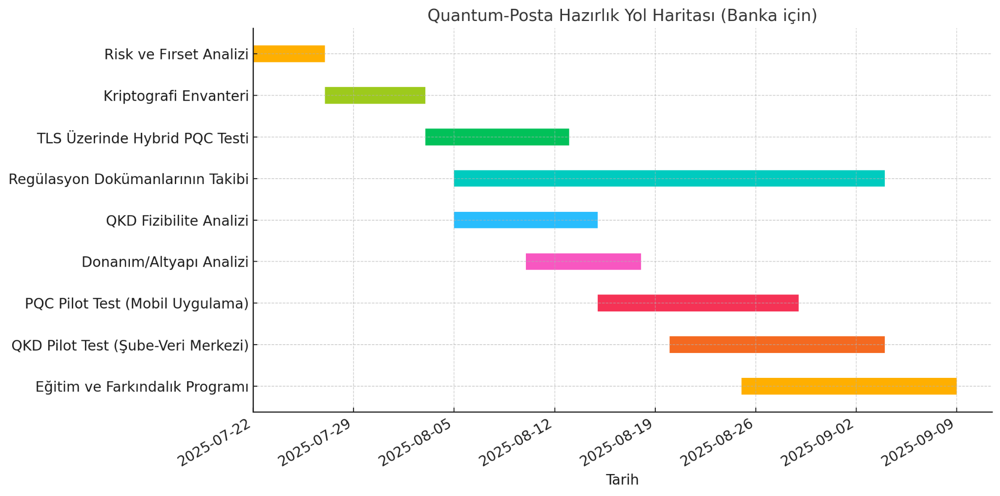 Quantum-Posta Hazırlık Yol Haritası (Banka için)
Risk ve Fırset Analizi
Kriptografi Envanteri
TLS Üzerinde Hybrid PQC Testi
Regülasyon Dokümanlarının Takibi
QKD Fizibilite Analizi
Donanım/Altyapı Analizi
PQC Pilot Test (Mobil Uygulama)
QKD Pilot Test (Şube-Veri Merkezi)
Eğitim ve Farkındalık Programı
2025-07-22
2025-07-29
2025-08-05
2025-08-12
2025-08-19
2025-08-26
2025-09-02
2025-09-09
Tarih